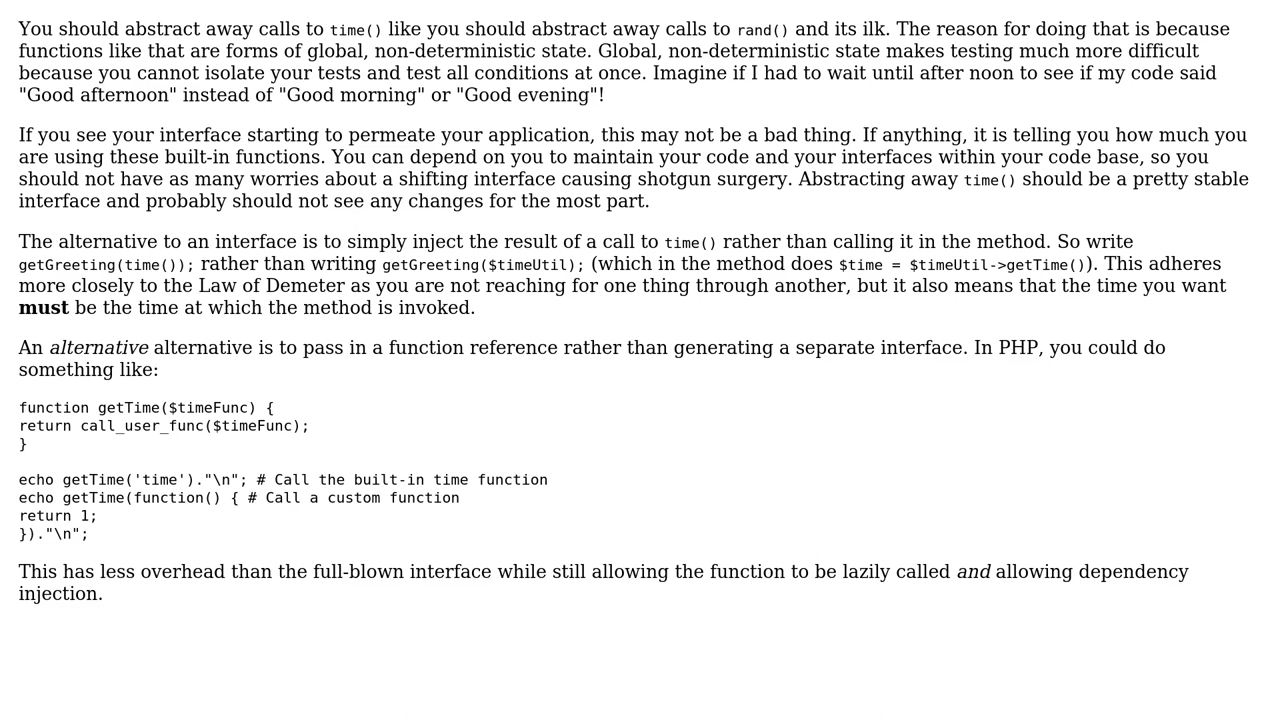 You should abstract away calls to time() like you should abstract away calls to rand() and its ilk. The reason for doing that is because
functions like that are forms of global, non-deterministic state. Global, non-deterministic state makes testing much more difficult
because you cannot isolate your tests and test all conditions at once. Imagine if I had to wait until after noon to see if my code said
"Good afternoon" instead of "Good morning" or "Good evening"!
If you see your interface starting to permeate your application, this may not be a bad thing. If anything, it is telling you how much you
are using these built-in functions. You can depend on you to maintain your code and your interfaces within your code base, so you
should not have as many worries about a shifting interface causing shotgun surgery. Abstracting away time() should be a pretty stable
interface and probably should not see any changes for the most part.
The alternative to an interface is to simply inject the result of a call to time() rather than calling it in the method. So write
getGreeting(time()); rather than writing getGreeting($timeUtil); (which in the method does $time = $timeUtil->getTime()). This adheres
more closely to the Law of Demeter as you are not reaching for one thing through another, but it also means that the time you want
must be the time at which the method is invoked.
An alternative alternative is to pass in a function reference rather than generating a separate interface. In PHP, you could do
something like:
function getTime($timeFunc) {
return call_user_func($timeFunc);
}
echo getTime('time')."\n"; # Call the built-in time function
echo getTime(function() { # Call a custom function
return 1;
})."\n";
This has less overhead than the full-blown interface while still allowing the function to be lazily called and allowing dependency
injection.